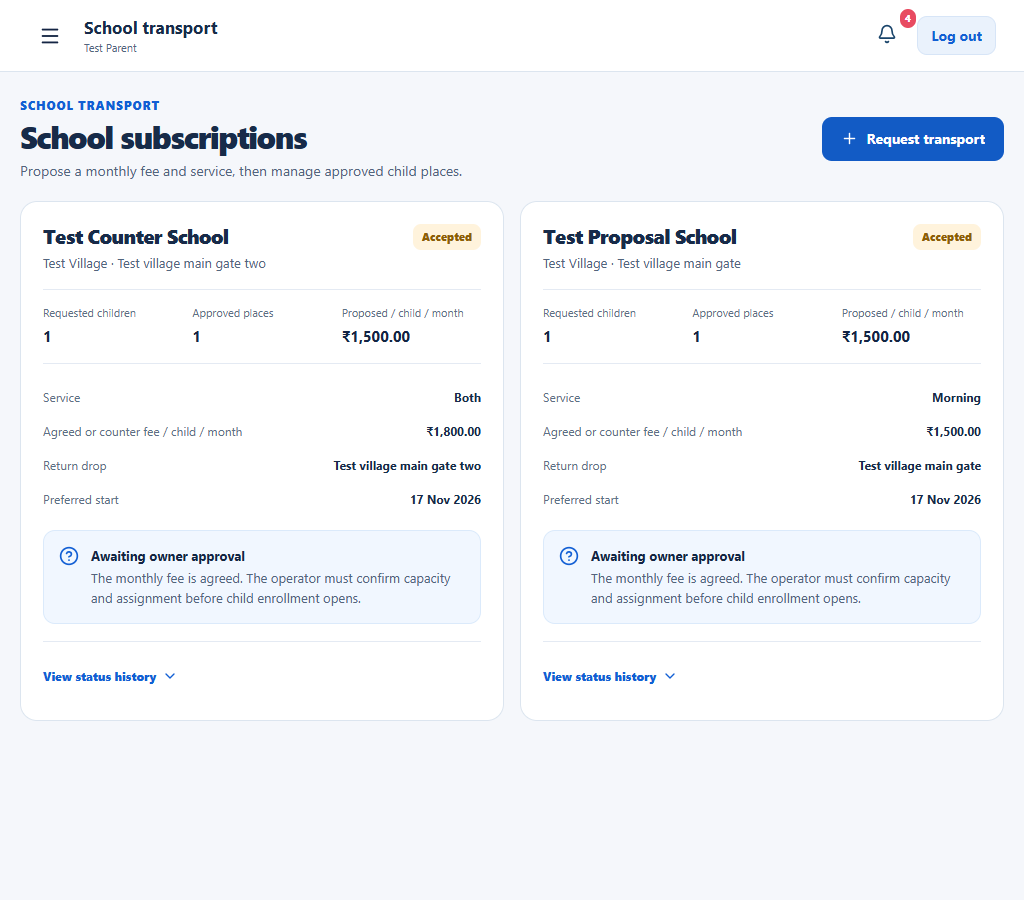 School transport
Test Parent
4
Log out
SCHOOL TRANSPORT
School subscriptions
Propose a monthly fee and service, then manage approved child places.
+ Request transport
Test Counter School
Accepted
Test Village · Test village main gate two
Requested children
Approved places
Proposed / child / month
1
1
₹1,500.00
Service
Both
Agreed or counter fee / child / month
₹1,800.00
Return drop
Test village main gate two
Preferred start
17 Nov 2026
? Awaiting owner approval
The monthly fee is agreed. The operator must confirm capacity
and assignment before child enrollment opens.
View status history
Test Proposal School
Accepted
Test Village · Test village main gate
Requested children
Approved places
Proposed / child / month
1
1
₹1,500.00
Service
Morning
Agreed or counter fee / child / month
₹1,500.00
Return drop
Test village main gate
Preferred start
17 Nov 2026
? Awaiting owner approval
The monthly fee is agreed. The operator must confirm capacity
and assignment before child enrollment opens.
View status history